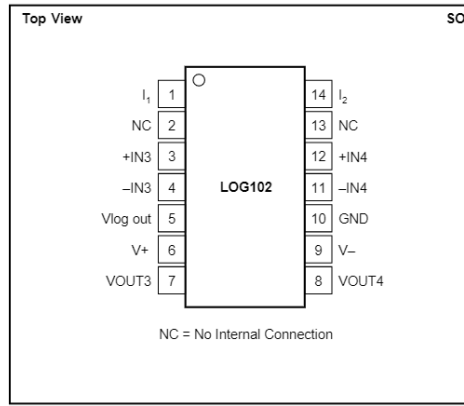 Top View SO
I₁ 1 14 I₂
NC 2 13 NC
+IN3 3 12 +IN4
–IN3 4 LOG102 11 –IN4
Vlog out 5 10 GND
V+ 6 9 V–
VOUT3 7 8 VOUT4
NC = No Internal Connection